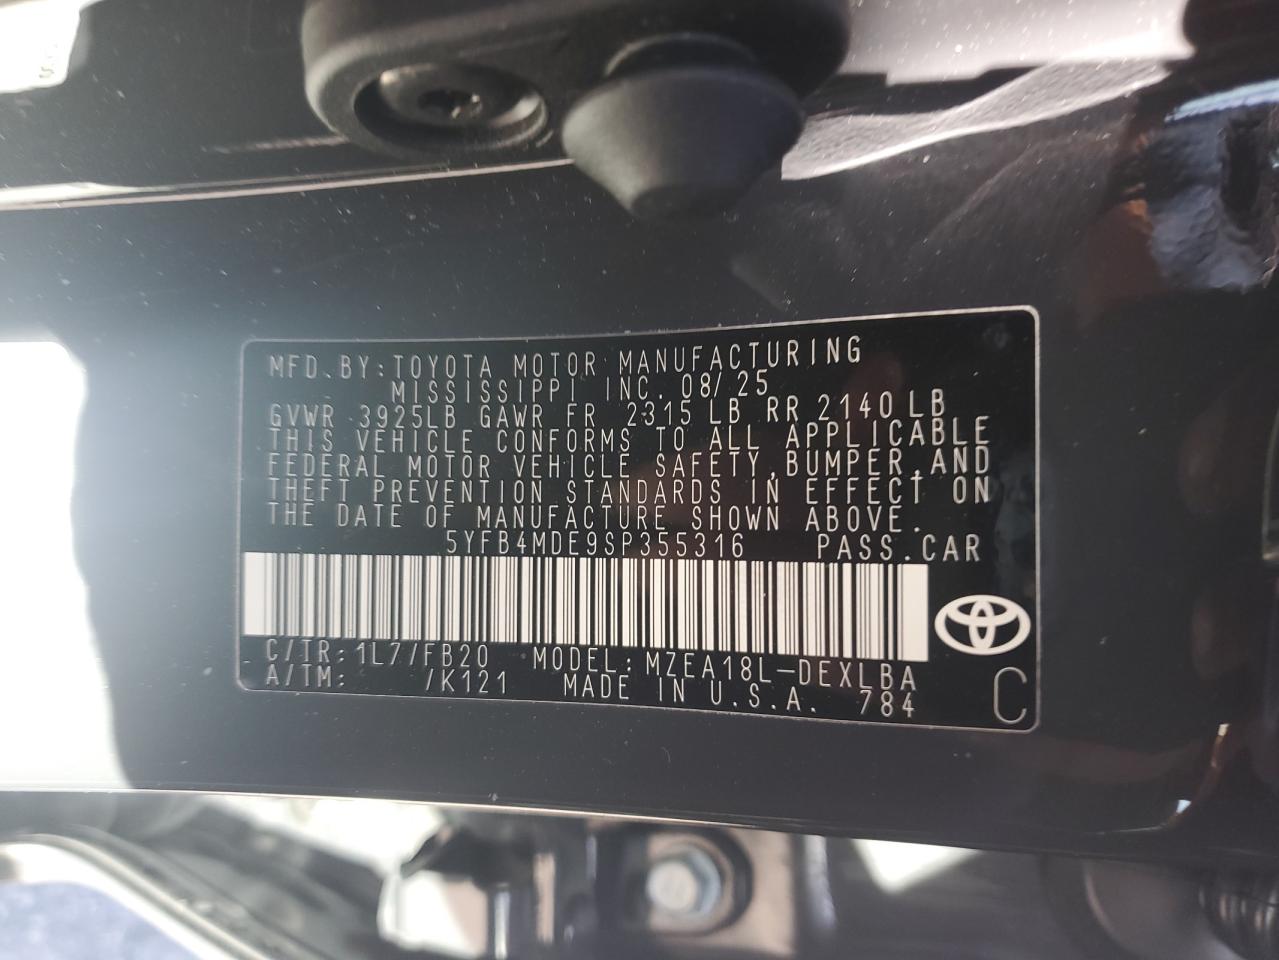 MFD.BY:TOYOTA MOTOR MANUFACTURING
MISSISSIPPI INC. 08/25
GVWR 3925LB GAWR FR 2315 LB RR 2140 LB
THIS VEHICLE CONFORMS TO ALL APPLICABLE
FEDERAL MOTOR VEHICLE SAFETY,BUMPER,AND
THEFT PREVENTION STANDARDS IN EFFECT ON
THE DATE OF MANUFACTURE SHOWN ABOVE.
5YFB4MDE9SP355316 PASS.CAR
C/TR:1L7/FB20 MODEL:MZEA18L-DEXLBA
A/TM: /K121 MADE IN U.S.A. 784
C